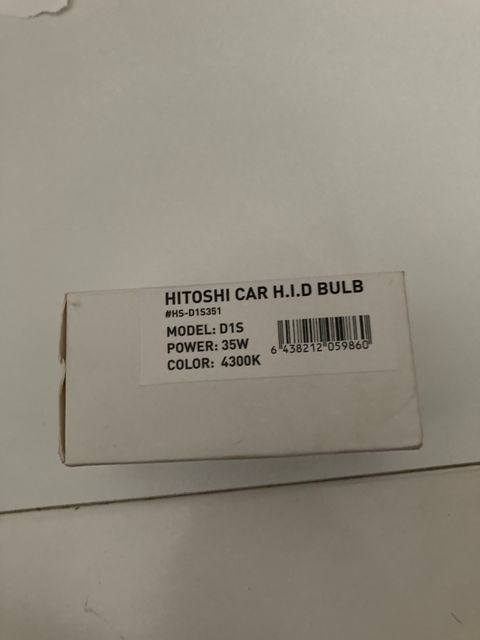 HITOSHI CAR H.I.D BULB
#HS-D1S351
MODEL: D1S
POWER: 35W
COLOR: 4300K
6 438212 059860